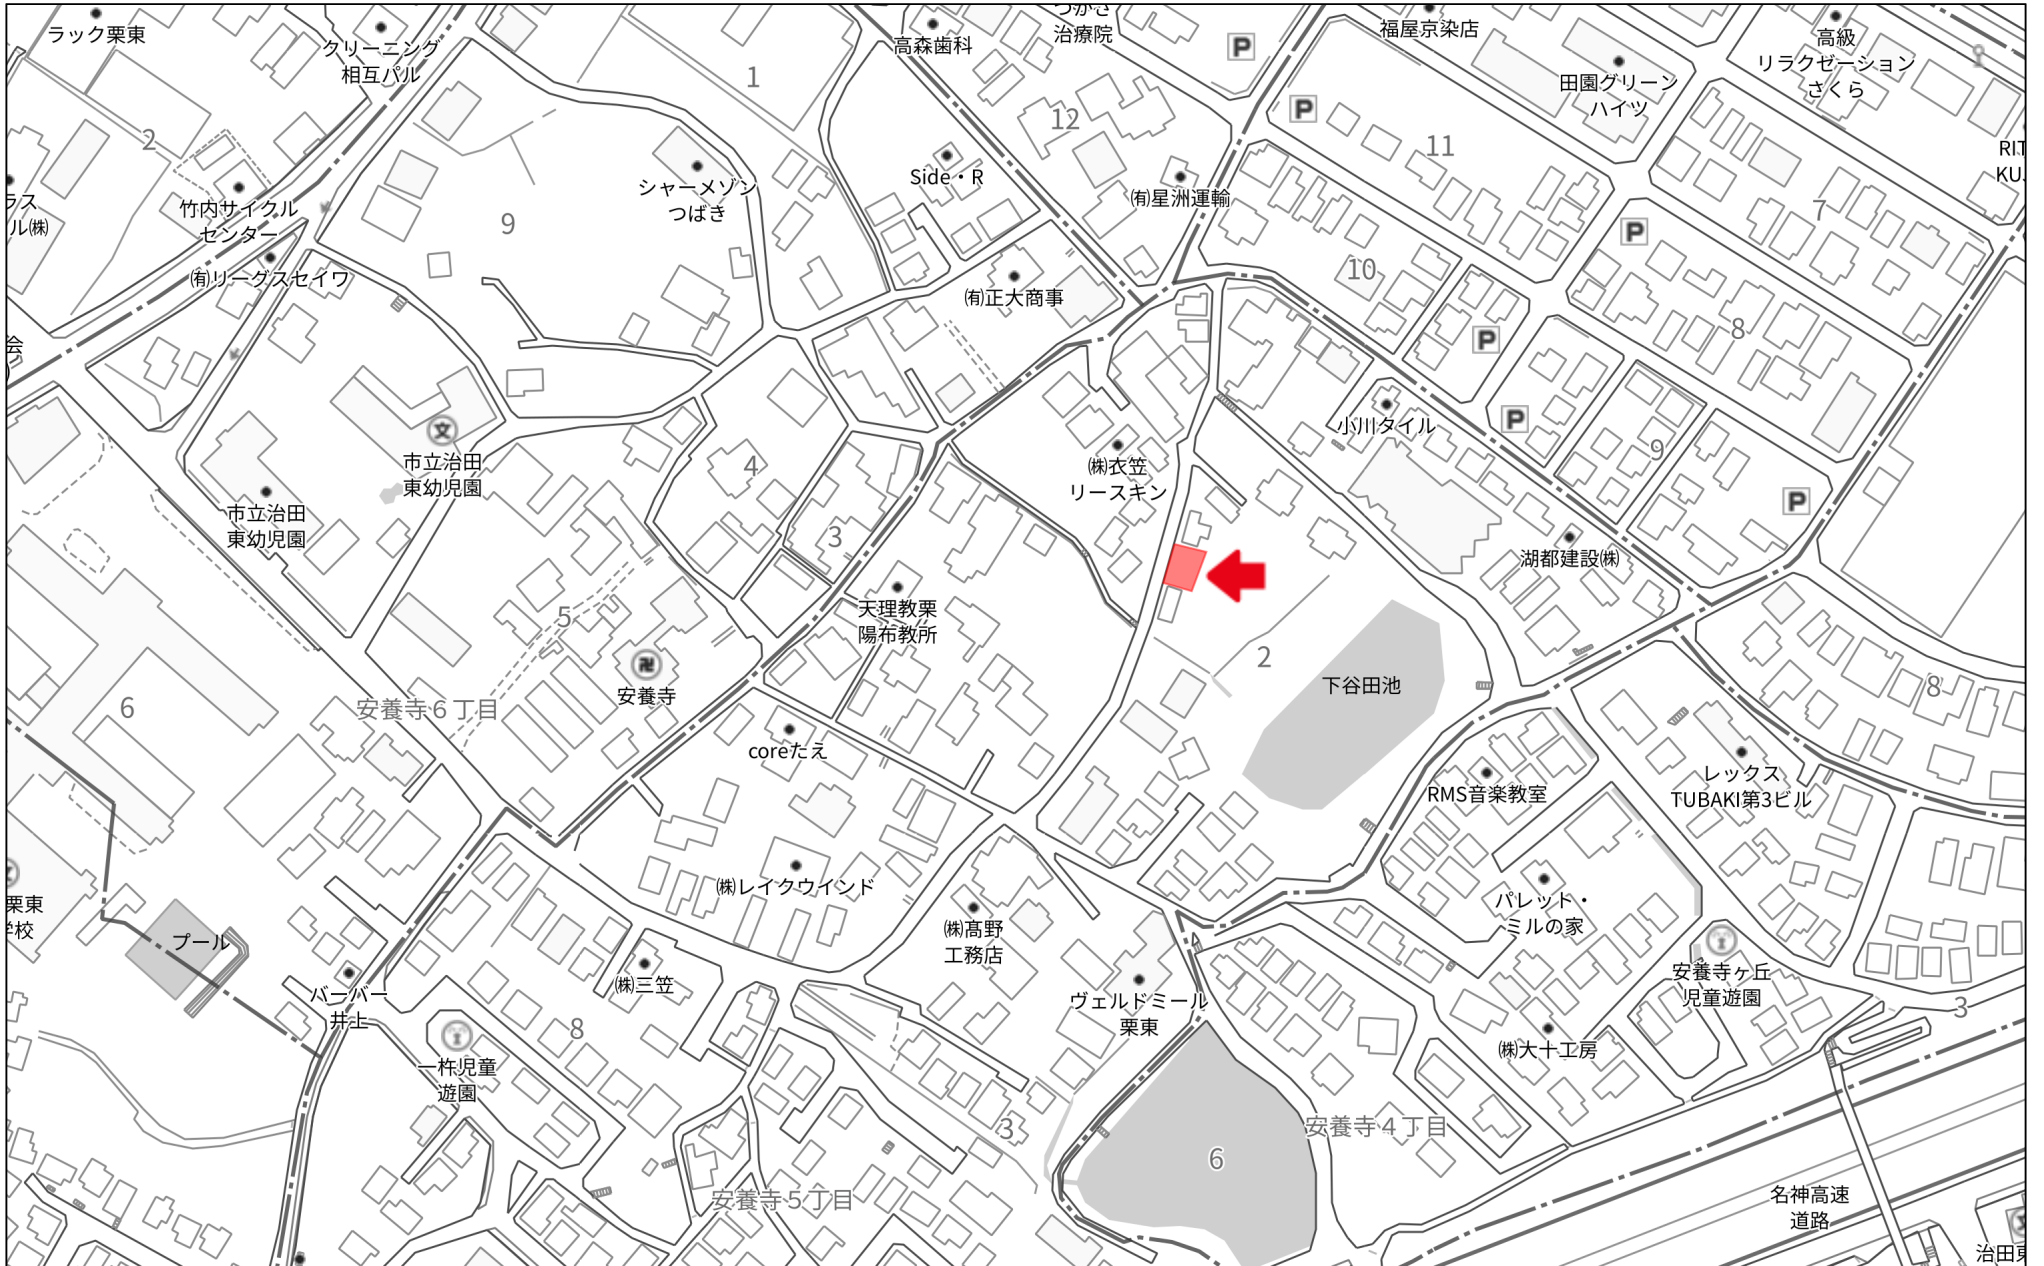 ラック栗東
クリーニング
相互パル
高森歯科
治療院
福屋京染店
高級
リラクゼーション
さくら
田園グリーン
ハイツ
P
P
1
2
12
11
竹内サイクル
センター
㈲リーグスセイワ
9
シャーメゾン
つばき
Side・R
㈲星洲運輸
7
P
10
㈲正大商事
P
8
会
ル㈱
市立治田
東幼児園
市立治田
東幼児園
文
4
3
㈱衣笠
リースキン
小川タイル
P
9
P
湖都建設㈱
天理教栗
陽布教所
5
卍
安養寺
安養寺6丁目
6
2
下谷田池
8
coreたえ
RMS音楽教室
レックス
TUBAKI第3ビル
㈱レイクウインド
㈱髙野
工務店
パレット・
ミルの家
栗東
学校
プール
㈱三笠
ヴェルドミール
栗東
安養寺ヶ丘
児童遊園
バーバー
井上
一杵児童
遊園
8
㈱大十工房
3
3
安養寺4丁目
6
安養寺5丁目
名神高速
道路
治田東